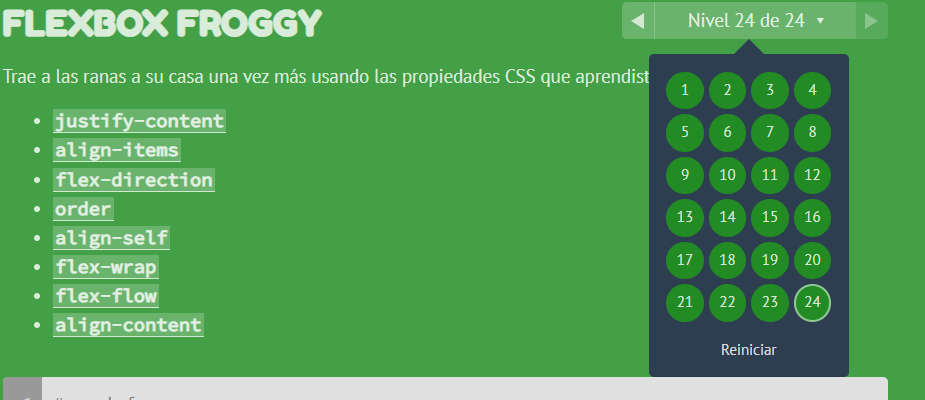 FLEXBOX FROGGY
◀ Nivel 24 de 24 ▼ ▶
Trae a las ranas a su casa una vez más usando las propiedades CSS que aprendist
justify-content
align-items
flex-direction
order
align-self
flex-wrap
flex-flow
align-content
1 2 3 4
5 6 7 8
9 10 11 12
13 14 15 16
17 18 19 20
21 22 23 24
Reiniciar